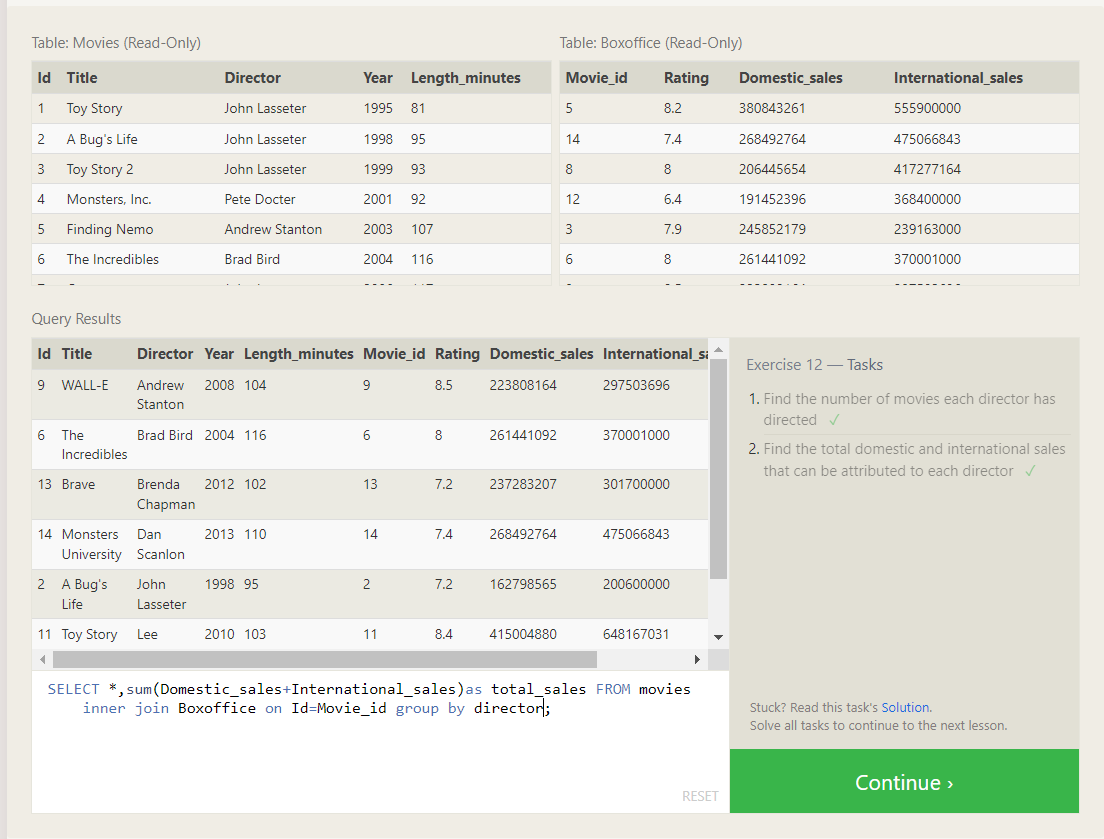 Table: Movies (Read-Only)
Id Title Director Year Length_minutes
1 Toy Story John Lasseter 1995 81
2 A Bug's Life John Lasseter 1998 95
3 Toy Story 2 John Lasseter 1999 93
4 Monsters, Inc. Pete Docter 2001 92
5 Finding Nemo Andrew Stanton 2003 107
6 The Incredibles Brad Bird 2004 116
Table: Boxoffice (Read-Only)
Movie_id Rating Domestic_sales International_sales
5 8.2 380843261 555900000
14 7.4 268492764 475066843
8 8 206445654 417277164
12 6.4 191452396 368400000
3 7.9 245852179 239163000
6 8 261441092 370001000
Query Results
Id Title Director Year Length_minutes Movie_id Rating Domestic_sales International_sa
9 WALL-E Andrew 2008 104 9 8.5 223808164 297503696
Stanton
6 The Brad Bird 2004 116 6 8 261441092 370001000
Incredibles
13 Brave Brenda 2012 102 13 7.2 237283207 301700000
Chapman
14 Monsters Dan 2013 110 14 7.4 268492764 475066843
University Scanlon
2 A Bug's John 1998 95 2 7.2 162798565 200600000
Life Lasseter
11 Toy Story Lee 2010 103 11 8.4 415004880 648167031
SELECT *,sum(Domestic_sales+International_sales)as total_sales FROM movies
inner join Boxoffice on Id=Movie_id group by director;
RESET
Exercise 12 — Tasks
1. Find the number of movies each director has
directed ✓
2. Find the total domestic and international sales
that can be attributed to each director ✓
Stuck? Read this task's Solution.
Solve all tasks to continue to the next lesson.
Continue ›